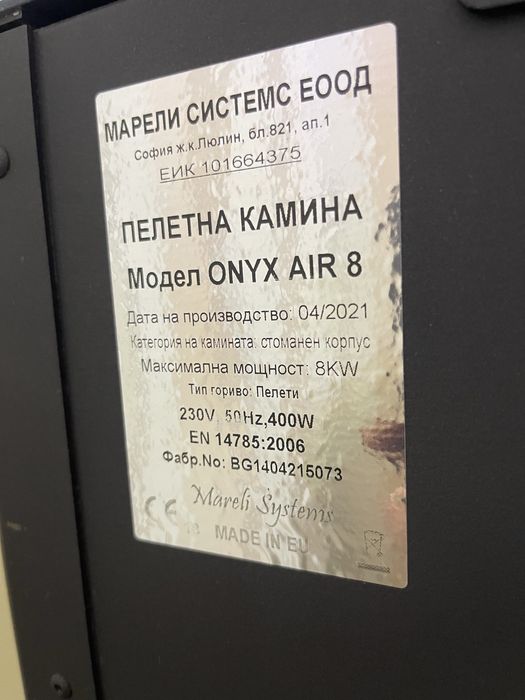 МАРЕЛИ СИСТЕМС ЕООД
София ж.к.Люлин, бл.821, ап.1
ЕИК 101664375
ПЕЛЕТНА КАМИНА
Модел ONYX AIR 8
Дата на производство: 04/2021
Категория на камината: стоманен корпус
Максимална мощност: 8KW
Тип гориво: Пелети
230V, 50Hz,400W
EN 14785:2006
Фабр.No: BG1404215073
CE Mareli Systems
18 MADE IN EU